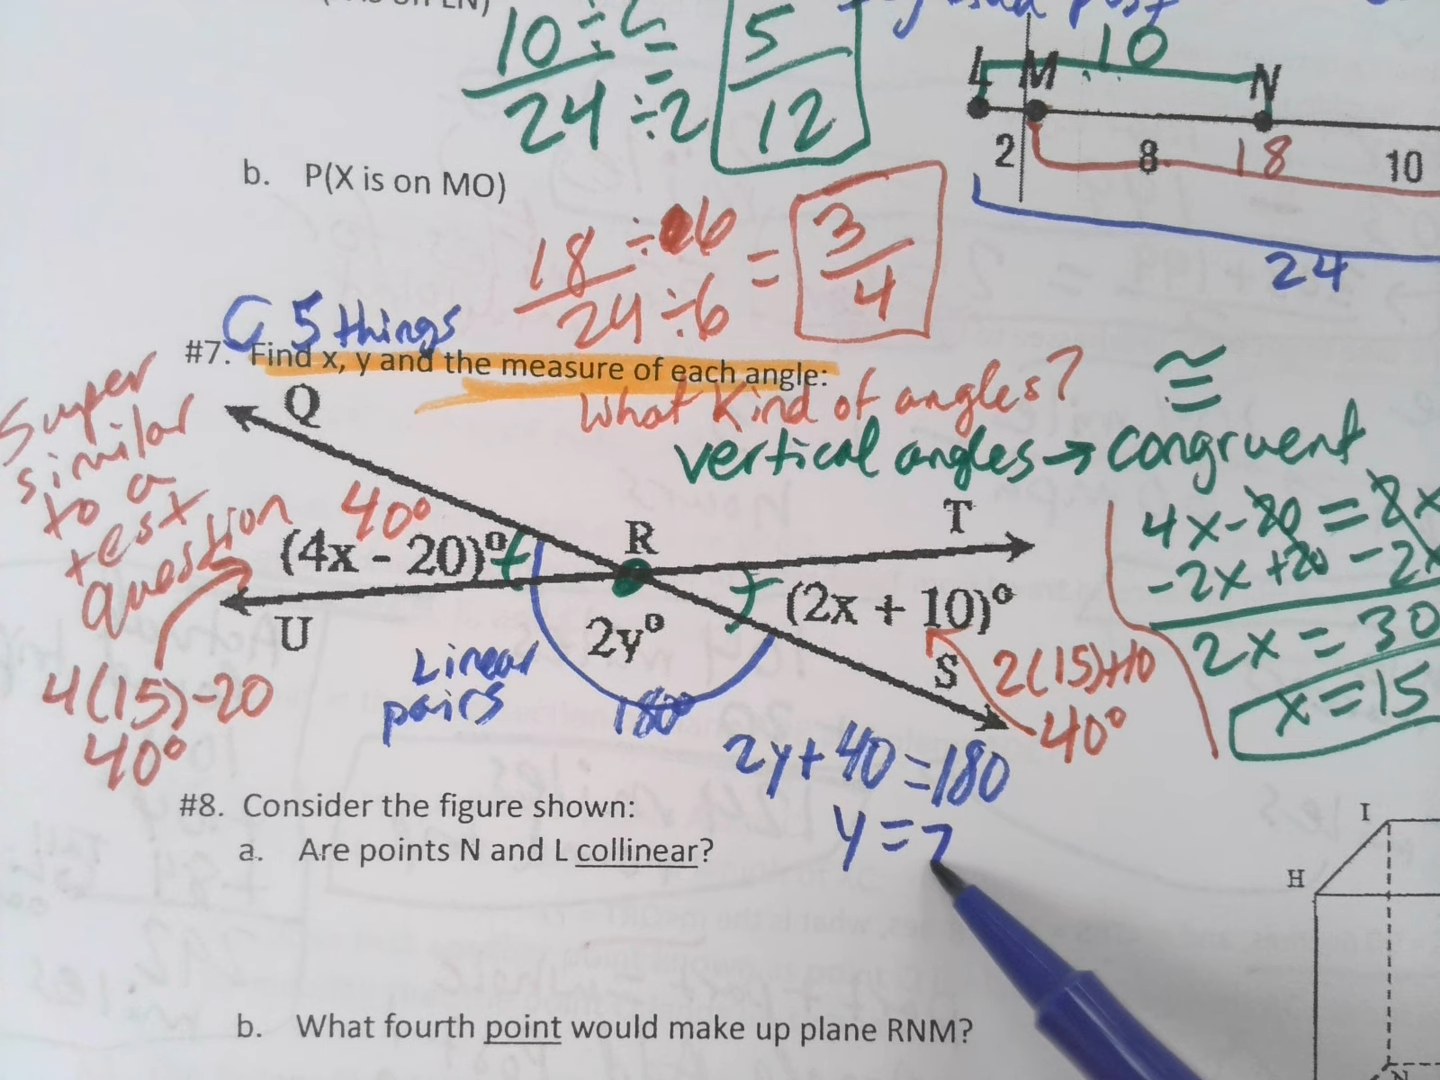 10 ÷ 2 = 5
24 ÷ 2 12
L M 10 N
2 8 18 10
24
b. P(X is on MO)
18 ÷ 6 = 3
24 ÷ 6 4
5 things
#7. Find x, y and the measure of each angle:
What kind of angles?
≅
vertical angles → congruent
Super
similar
to a
test
question
Q
40°
(4x - 20)°
R
T
U
2y°
(2x + 10)°
S
Linear
pairs
180°
4(15)-20
40°
2(15)+10
40°
4x-20 = 2x
-2x +20 -2x
2x = 30
x = 15
2y + 40 = 180
y = 7
#8. Consider the figure shown:
a. Are points N and L collinear?
I
H
b. What fourth point would make up plane RNM?
N